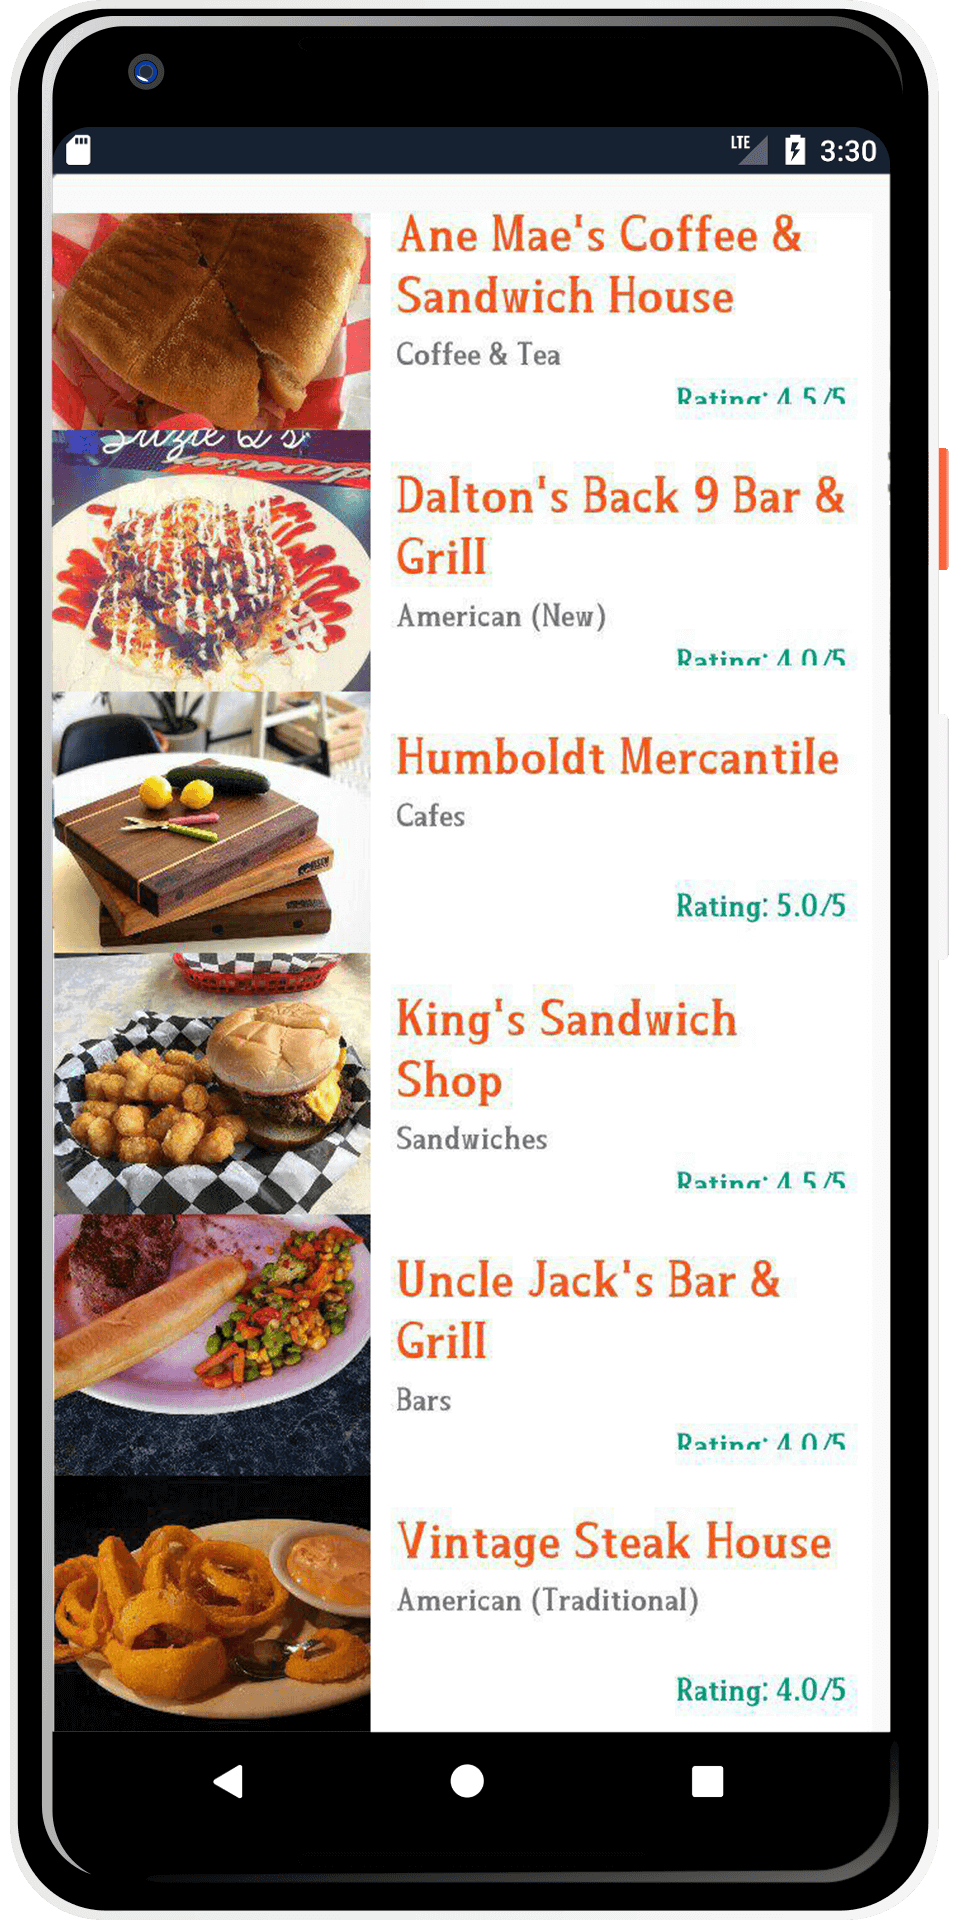 LTE 3:30
Ane Mae's Coffee &
Sandwich House
Coffee & Tea
Rating: 4.5/5
Suzie Q's
Dalton's Back 9 Bar &
Grill
American (New)
Rating: 4.0/5
Humboldt Mercantile
Cafes
Rating: 5.0/5
King's Sandwich
Shop
Sandwiches
Rating: 4.5/5
Uncle Jack's Bar &
Grill
Bars
Rating: 4.0/5
Vintage Steak House
American (Traditional)
Rating: 4.0/5